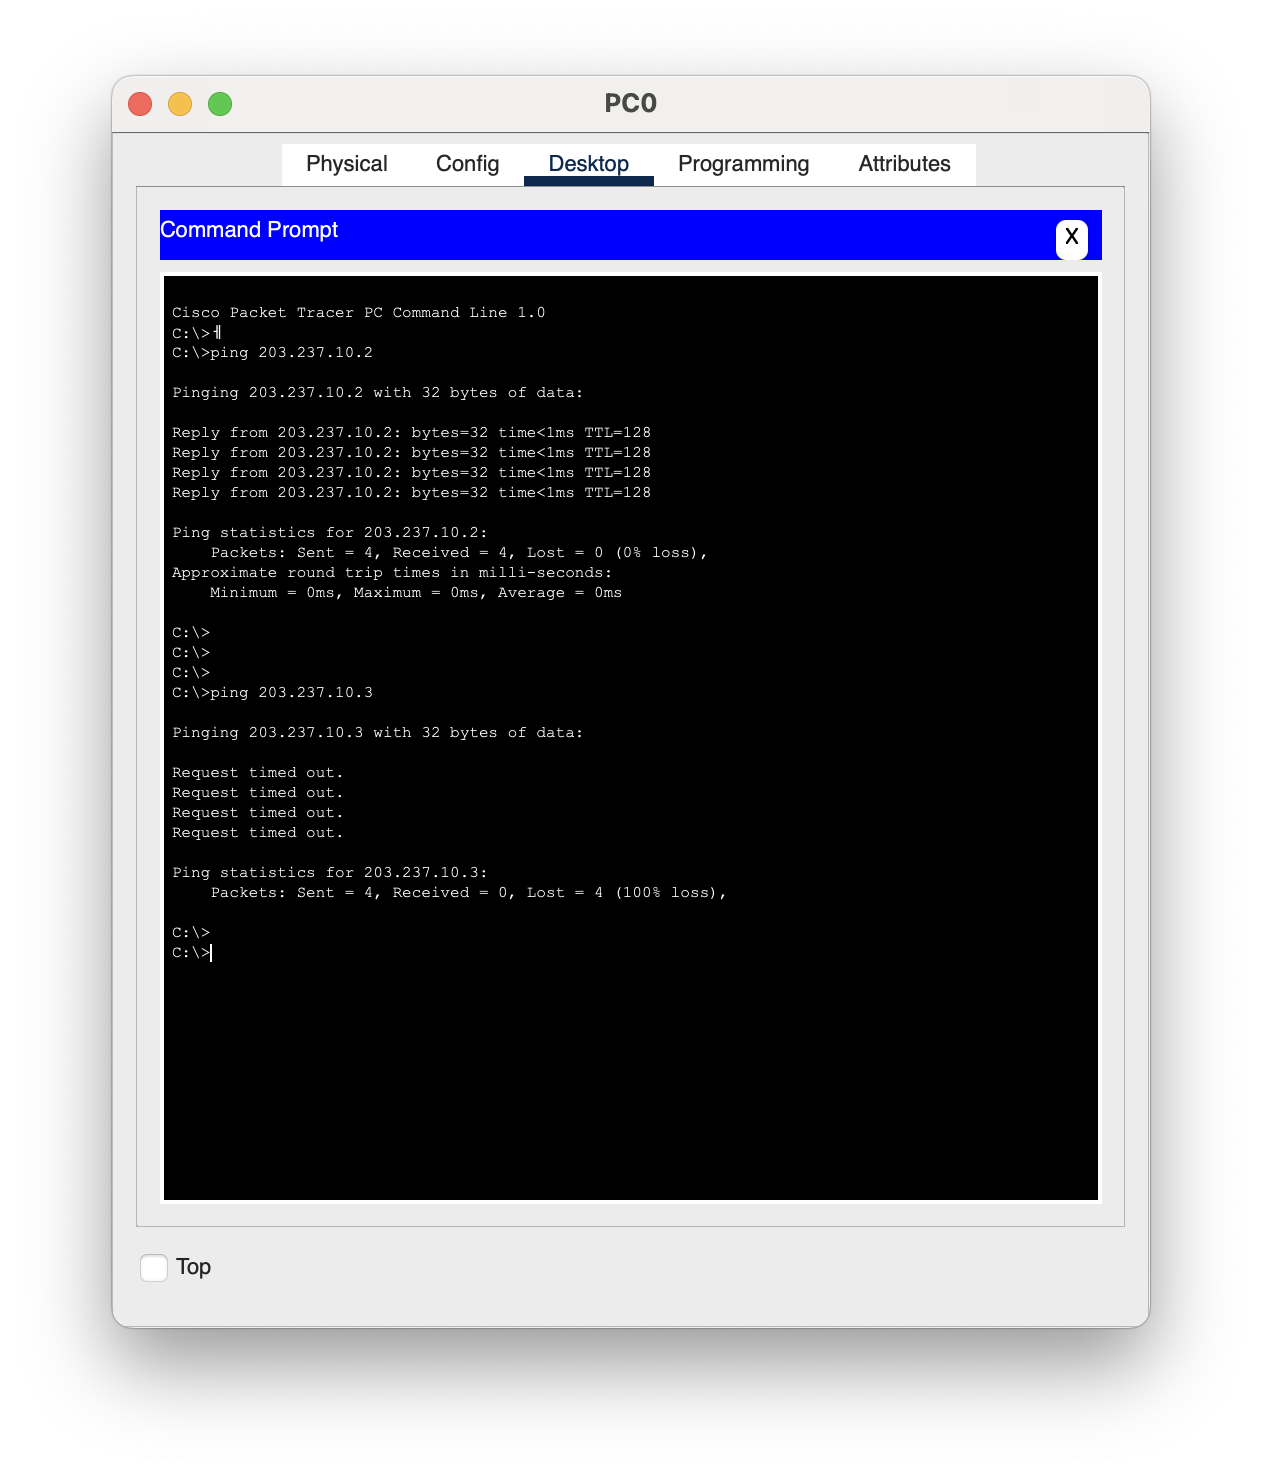 PC0
Physical Config Desktop Programming Attributes
Command Prompt
X
Cisco Packet Tracer PC Command Line 1.0
C:\>
C:\>ping 203.237.10.2
Pinging 203.237.10.2 with 32 bytes of data:
Reply from 203.237.10.2: bytes=32 time<1ms TTL=128
Reply from 203.237.10.2: bytes=32 time<1ms TTL=128
Reply from 203.237.10.2: bytes=32 time<1ms TTL=128
Reply from 203.237.10.2: bytes=32 time<1ms TTL=128
Ping statistics for 203.237.10.2:
Packets: Sent = 4, Received = 4, Lost = 0 (0% loss),
Approximate round trip times in milli-seconds:
Minimum = 0ms, Maximum = 0ms, Average = 0ms
C:\>
C:\>
C:\>
C:\>ping 203.237.10.3
Pinging 203.237.10.3 with 32 bytes of data:
Request timed out.
Request timed out.
Request timed out.
Request timed out.
Ping statistics for 203.237.10.3:
Packets: Sent = 4, Received = 0, Lost = 4 (100% loss),
C:\>
C:\>
Top